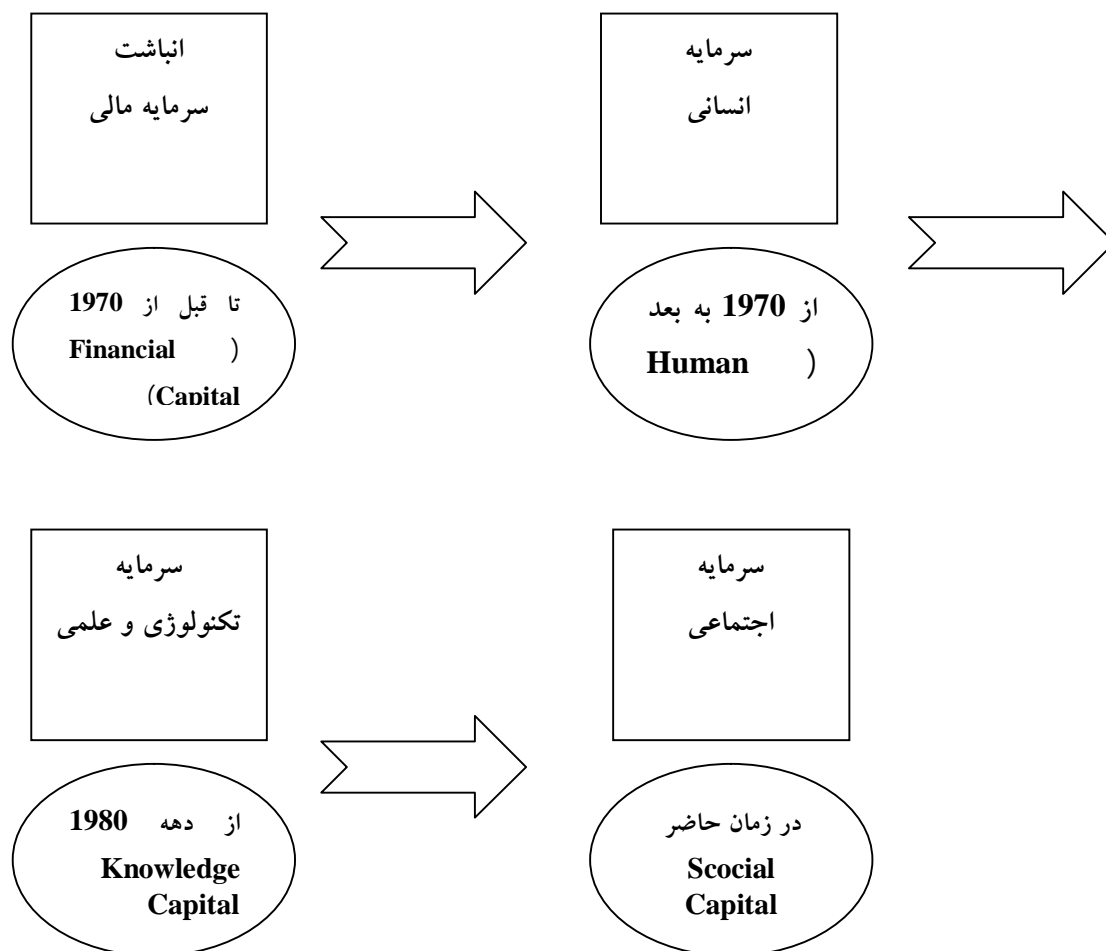 انباشت
سرمایه مالی
سرمایه
انسانی
تا قبل از 1970
( Financial
Capital)
از 1970 به بعد
( Human
سرمایه
تکنولوژی و علمی
سرمایه
اجتماعی
از دهه 1980
Knowledge
Capital
در زمان حاضر
Scocial
Capital